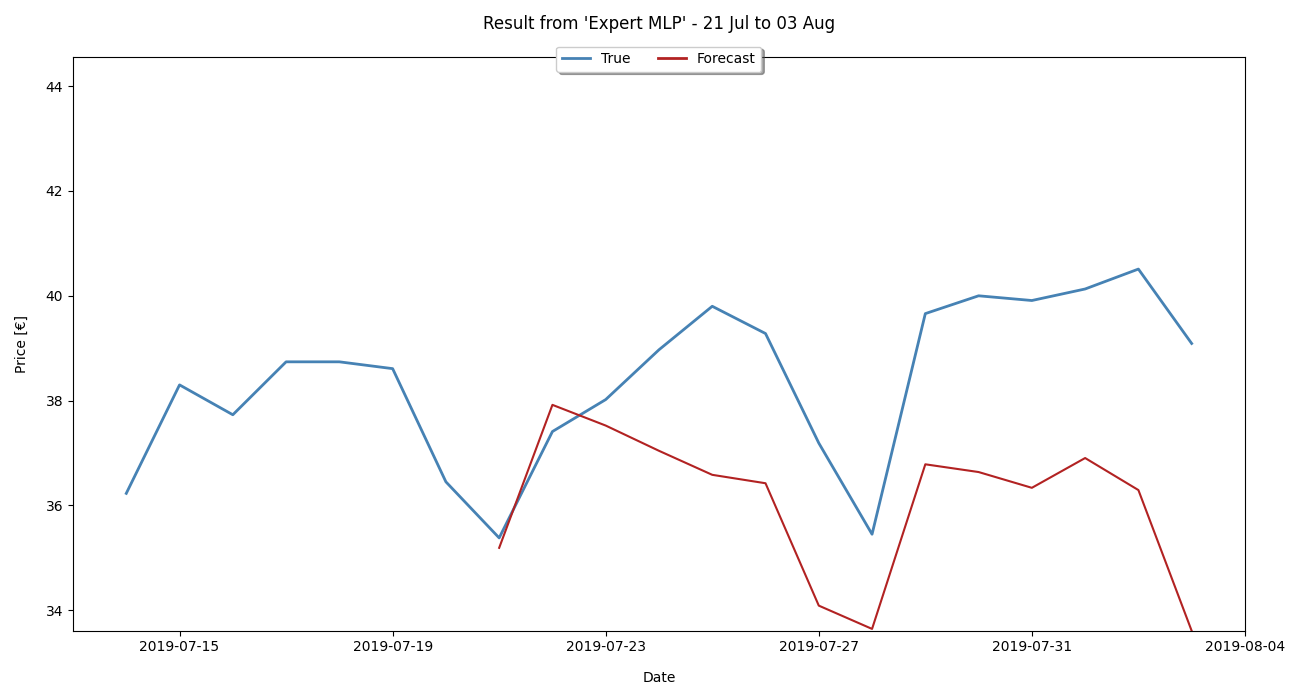 Result from 'Expert MLP' - 21 Jul to 03 Aug
True Forecast
44
42
40
38
36
34
Price [€]
2019-07-15 2019-07-19 2019-07-23 2019-07-27 2019-07-31 2019-08-04
Date